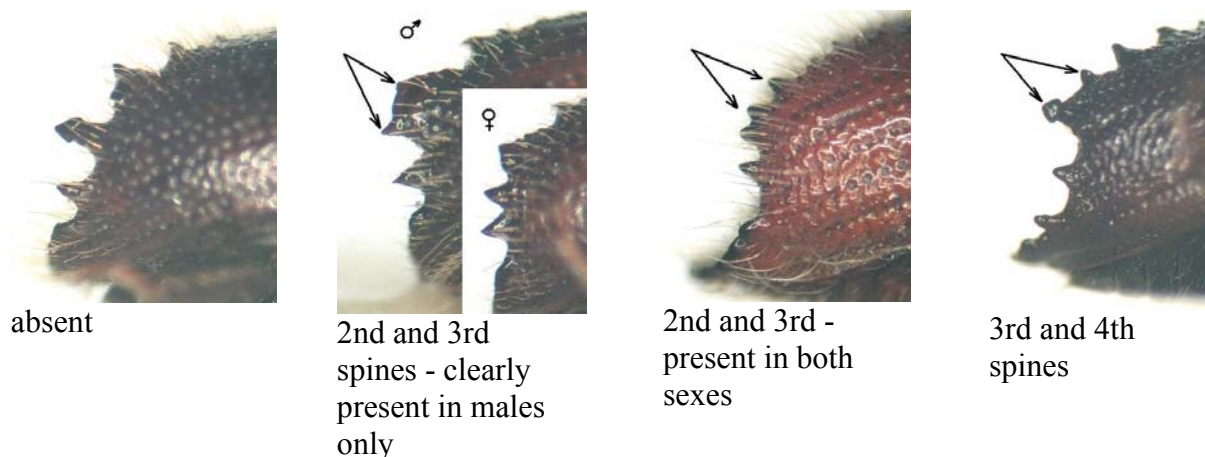 ♂
♀
absent
2nd and 3rd
spines - clearly
present in males
only
2nd and 3rd -
present in both
sexes
3rd and 4th
spines